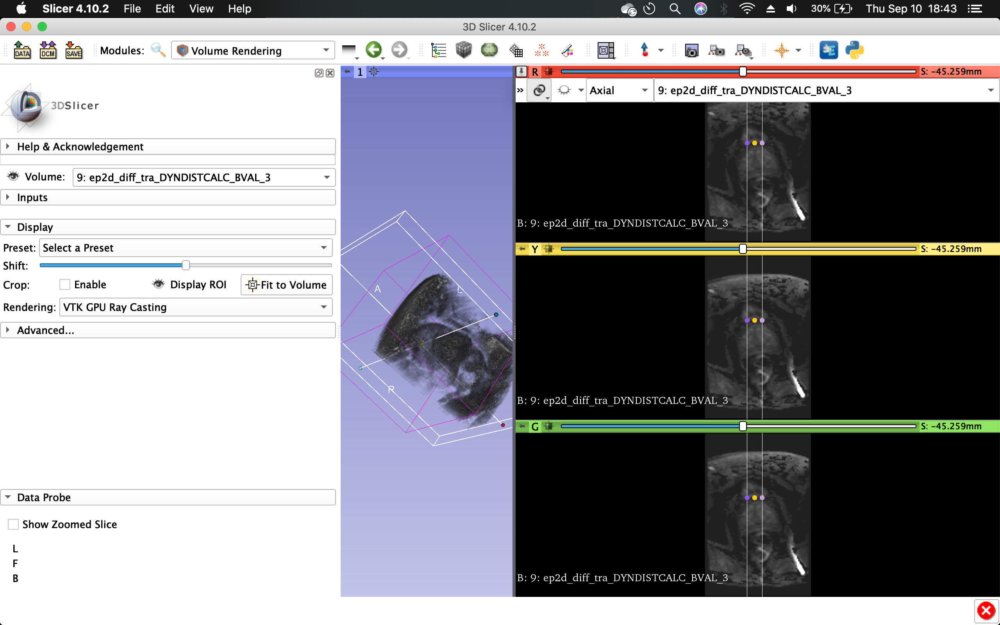 Slicer 4.10.2 File Edit View Help 30% Thu Sep 10 18:43
3D Slicer 4.10.2
DATA DCM SAVE Modules: Volume Rendering
3DSlicer
Help & Acknowledgement
Volume: 9: ep2d_diff_tra_DYNDISTCALC_BVAL_3
Inputs
Display
Preset: Select a Preset
Shift:
Crop: Enable Display ROI Fit to Volume
Rendering: VTK GPU Ray Casting
Advanced...
Data Probe
Show Zoomed Slice
L
F
B
1
A
L
R
R S: -45.259mm
» Axial 9: ep2d_diff_tra_DYNDISTCALC_BVAL_3
B: 9: ep2d_diff_tra_DYNDISTCALC_BVAL_3
Y S: -45.259mm
B: 9: ep2d_diff_tra_DYNDISTCALC_BVAL_3
G S: -45.259mm
B: 9: ep2d_diff_tra_DYNDISTCALC_BVAL_3